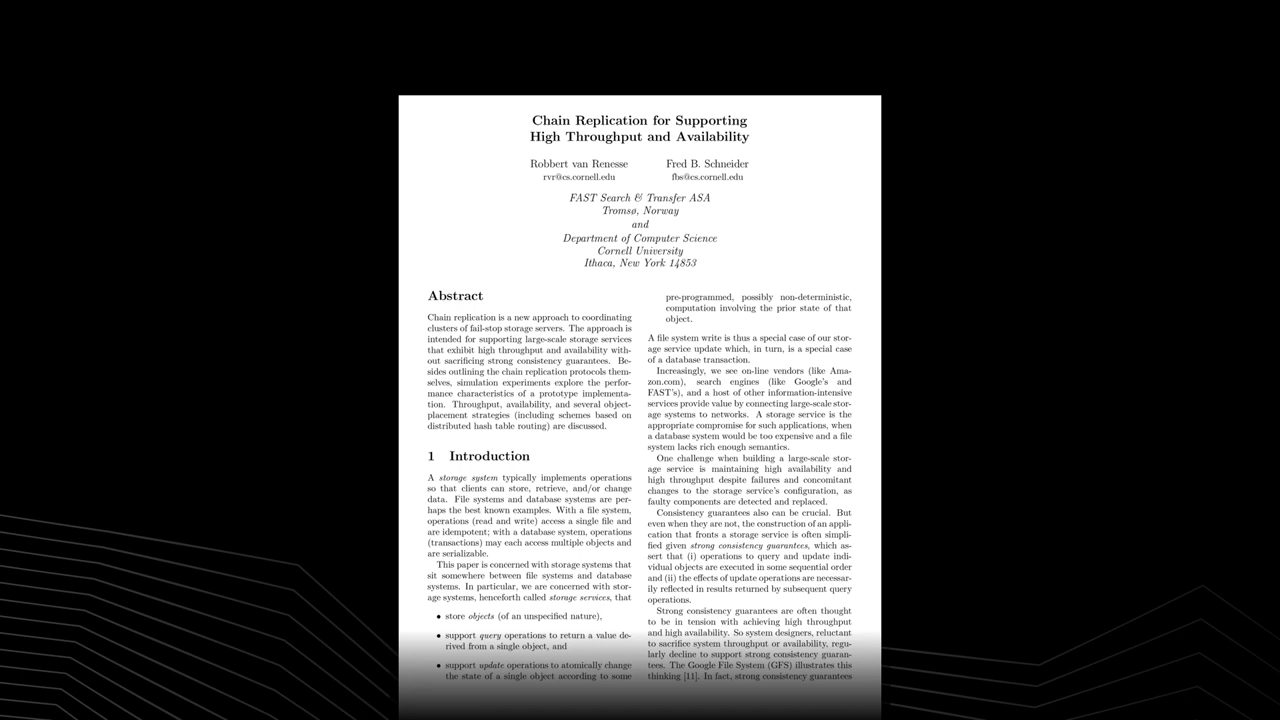 Chain Replication for Supporting
High Throughput and Availability
Robbert van Renesse
rvr@cs.cornell.edu
Fred B. Schneider
fbs@cs.cornell.edu
FAST Search & Transfer ASA
Tromsø, Norway
and
Department of Computer Science
Cornell University
Ithaca, New York 14853
Abstract
Chain replication is a new approach to coordinating
clusters of fail-stop storage servers. The approach is
intended for supporting large-scale storage services
that exhibit high throughput and availability with-
out sacrificing strong consistency guarantees. Be-
sides outlining the chain replication protocols them-
selves, simulation experiments explore the perfor-
mance characteristics of a prototype implementa-
tion. Throughput, availability, and several object-
placement strategies (including schemes based on
distributed hash table routing) are discussed.
1 Introduction
A storage system typically implements operations
so that clients can store, retrieve, and/or change
data. File systems and database systems are per-
haps the best known examples. With a file system,
operations (read and write) access a single file and
are idempotent; with a database system, operations
(transactions) may each access multiple objects and
are serializable.
This paper is concerned with storage systems that
sit somewhere between file systems and database
systems. In particular, we are concerned with stor-
age systems, henceforth called storage services, that
• store objects (of an unspecified nature),
• support query operations to return a value de-
rived from a single object, and
• support update operations to atomically change
the state of a single object according to some
pre-programmed, possibly non-deterministic,
computation involving the prior state of that
object.
A file system write is thus a special case of our stor-
age service update which, in turn, is a special case
of a database transaction.
Increasingly, we see on-line vendors (like Ama-
zon.com), search engines (like Google's and
FAST's), and a host of other information-intensive
services provide value by connecting large-scale stor-
age systems to networks. A storage service is the
appropriate compromise for such applications, when
a database system would be too expensive and a file
system lacks rich enough semantics.
One challenge when building a large-scale stor-
age service is maintaining high availability and
high throughput despite failures and concomitant
changes to the storage service's configuration, as
faulty components are detected and replaced.
Consistency guarantees also can be crucial. But
even when they are not, the construction of an appli-
cation that fronts a storage service is often simpli-
fied given strong consistency guarantees, which as-
sert that (i) operations to query and update indi-
vidual objects are executed in some sequential order
and (ii) the effects of update operations are necessar-
ily reflected in results returned by subsequent query
operations.
Strong consistency guarantees are often thought
to be in tension with achieving high throughput
and high availability. So system designers, reluctant
to sacrifice system throughput or availability, regu-
larly decline to support strong consistency guaran-
tees. The Google File System (GFS) illustrates this
thinking [11]. In fact, strong consistency guarantees